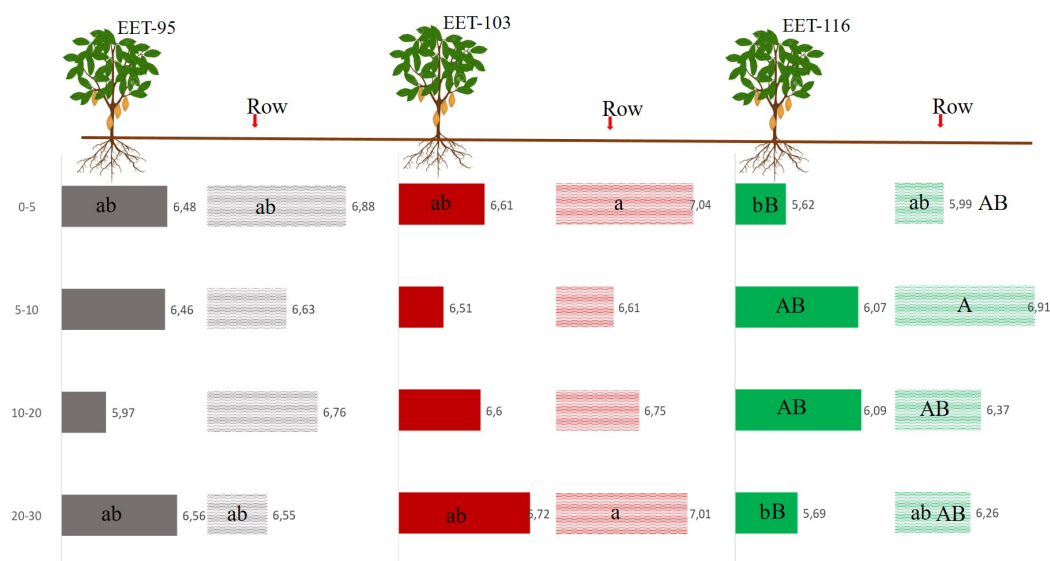 EET-95 EET-103 EET-116
Row Row Row
0-5 ab 6,48 ab 6,88 ab 6,61 a 7,04 bB 5,62 ab 5,99 AB
5-10 6,46 6,63 6,51 6,61 AB 6,07 A 6,91
10-20 5,97 6,76 6,6 6,75 AB 6,09 AB 6,37
20-30 ab 6,56 ab 6,55 ab 6,72 a 7,01 bB 5,69 ab AB 6,26